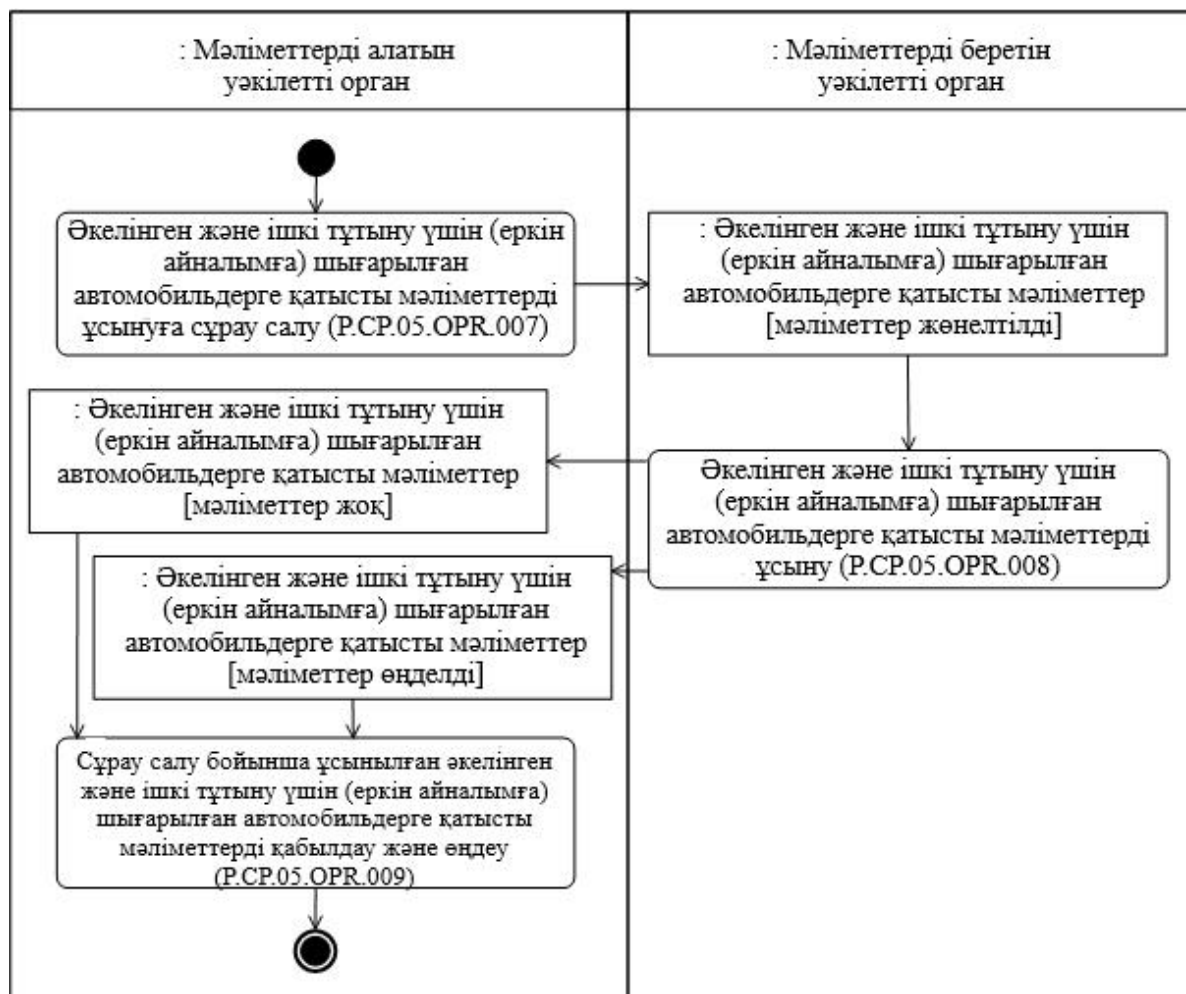 : Мәліметтерді алатын
уәкілетті орган
: Мәліметтерді беретін
уәкілетті орган
Әкелінген және ішкі тұтыну үшін (еркін
айналымға) шығарылған
автомобильдерге қатысты мәліметтерді
ұсынуға сұрау салу (P.CP.05.OPR.007)
: Әкелінген және ішкі тұтыну үшін
(еркін айналымға) шығарылған
автомобильдерге қатысты мәліметтер
[мәліметтер жөнелтілді]
: Әкелінген және ішкі тұтыну үшін
(еркін айналымға) шығарылған
автомобильдерге қатысты мәліметтер
[мәліметтер жоқ]
Әкелінген және ішкі тұтыну үшін
(еркін айналымға) шығарылған
автомобильдерге қатысты мәліметтерді
ұсыну (P.CP.05.OPR.008)
: Әкелінген және ішкі тұтыну үшін
(еркін айналымға) шығарылған
автомобильдерге қатысты мәліметтер
[мәліметтер өңделді]
Сұрау салу бойынша ұсынылған әкелінген
және ішкі тұтыну үшін (еркін айналымға)
шығарылған автомобильдерге қатысты
мәліметтерді қабылдау және өңдеу
(P.CP.05.OPR.009)